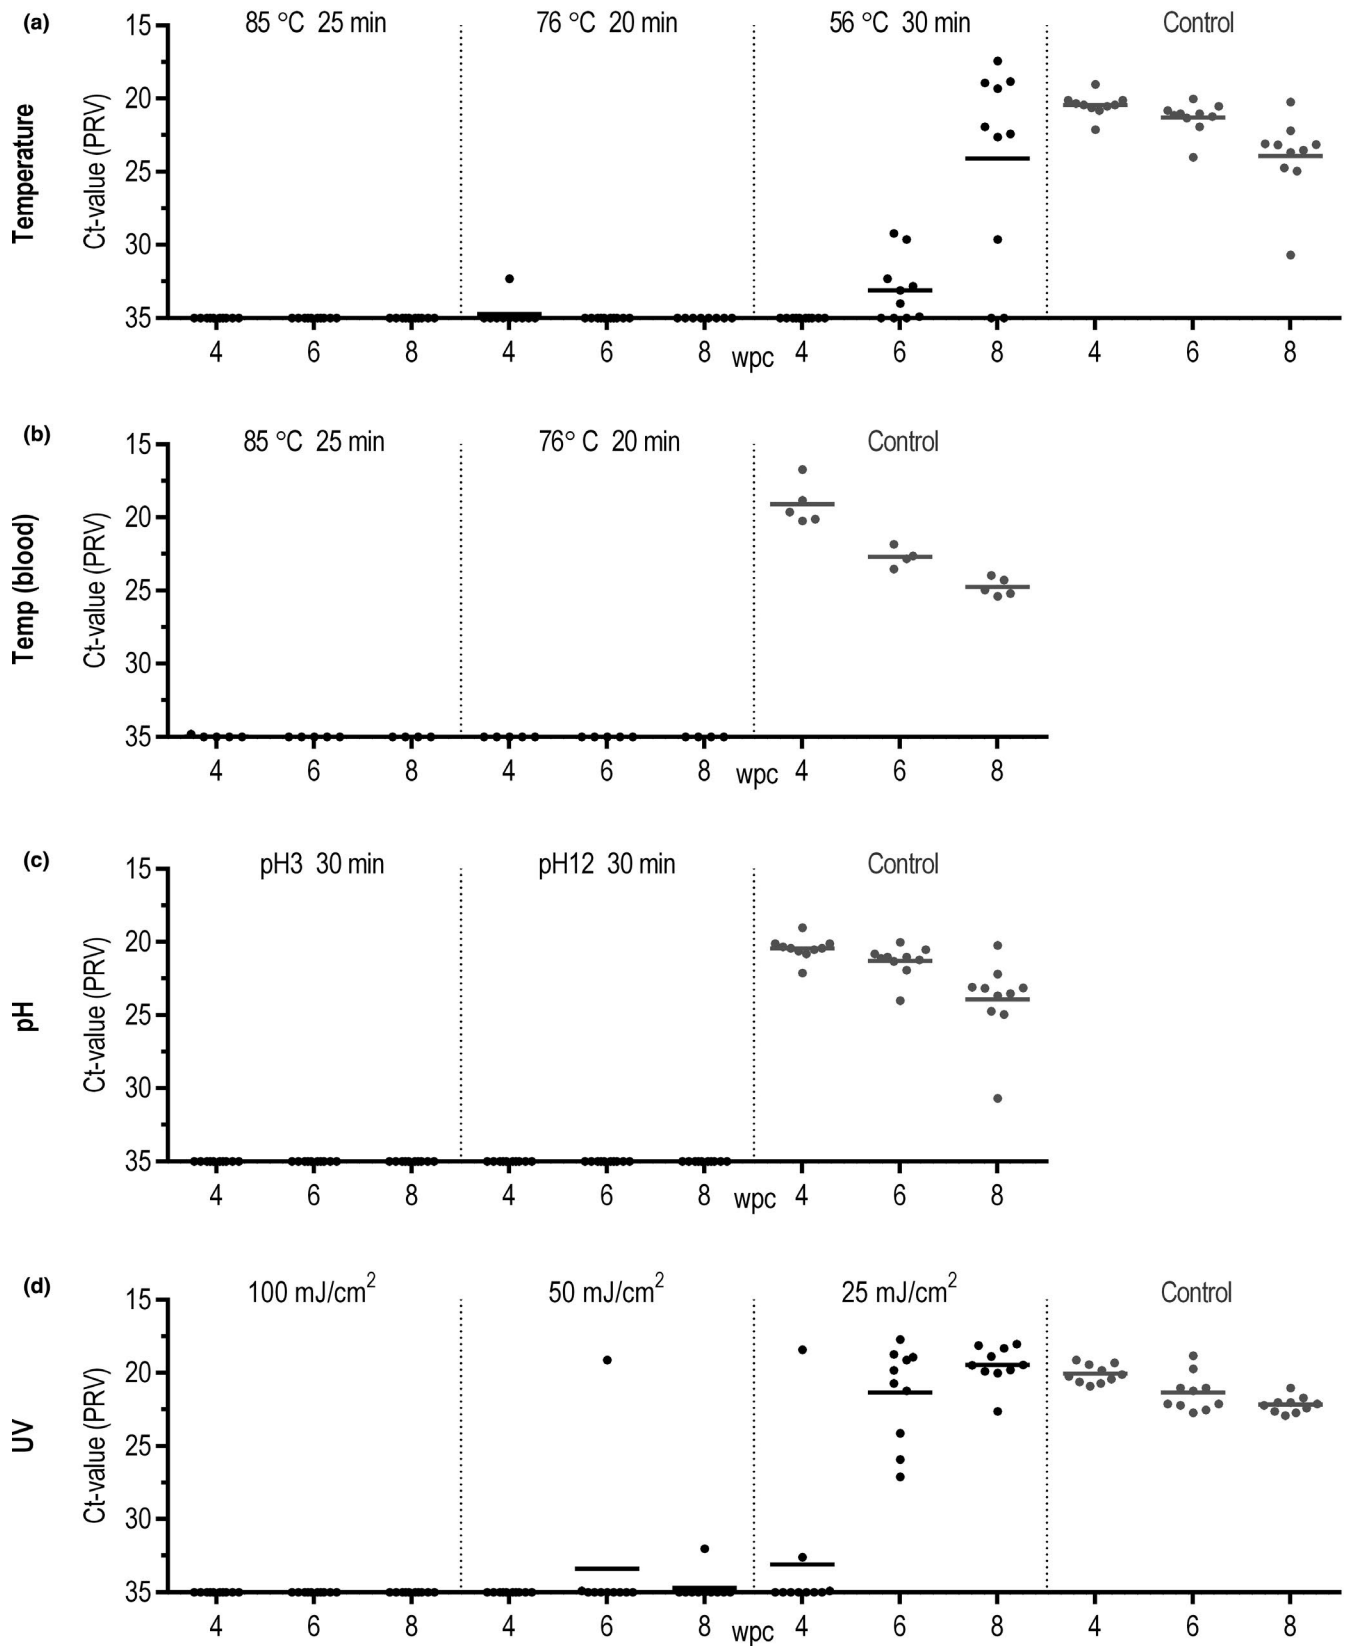 (a)
85 °C 25 min 76 °C 20 min 56 °C 30 min Control
Temperature
Ct-value (PRV)
15
20
25
30
35
4 6 8 4 6 8 wpc 4 6 8 4 6 8
(b)
85 °C 25 min 76° C 20 min Control
Temp (blood)
Ct-value (PRV)
15
20
25
30
35
4 6 8 4 6 8 wpc 4 6 8
(c)
pH3 30 min pH12 30 min Control
pH
Ct-value (PRV)
15
20
25
30
35
4 6 8 4 6 8 wpc 4 6 8
(d)
100 mJ/cm² 50 mJ/cm² 25 mJ/cm² Control
UV
Ct-value (PRV)
15
20
25
30
35
4 6 8 4 6 8 wpc 4 6 8 4 6 8